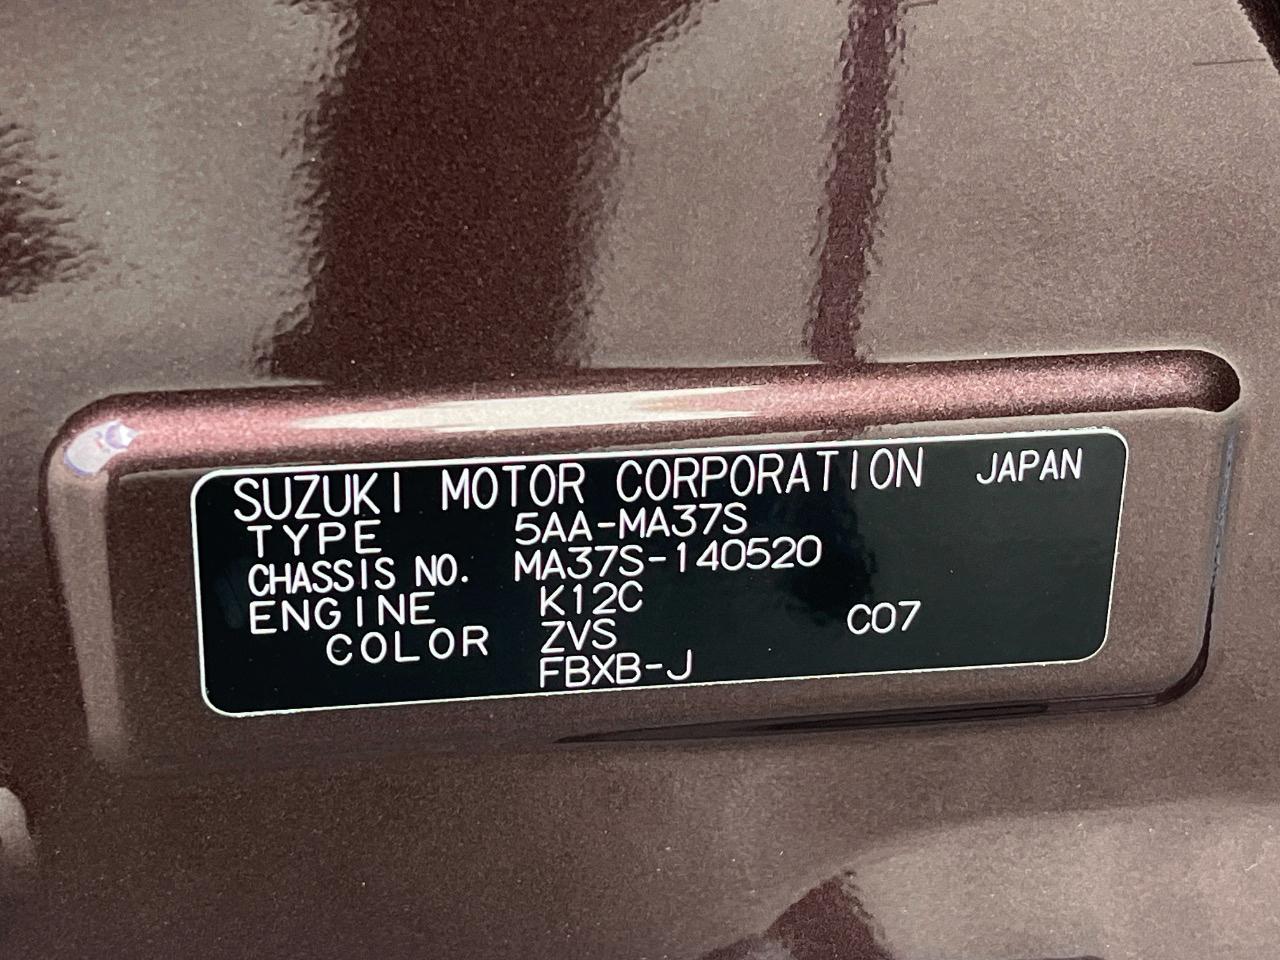 SUZUKI MOTOR CORPORATION JAPAN
TYPE 5AA-MA37S
CHASSIS NO. MA37S-140520
ENGINE K12C
COLOR ZVS C07
FBXB-J